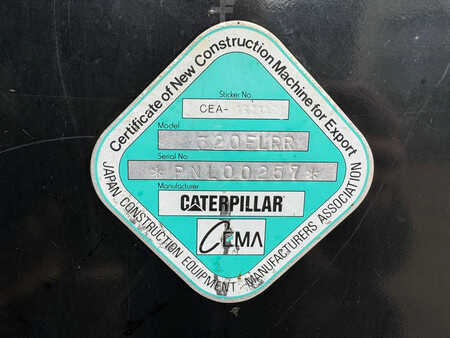 Certificate of New Construction Machine for Export
Sticker No.
CEA-
Model
320ELRR
Serial No.
*PNL00257*
Manufacturer
CATERPILLAR
CEMA
JAPAN CONSTRUCTION EQUIPMENT MANUFACTURERS ASSOCIATION